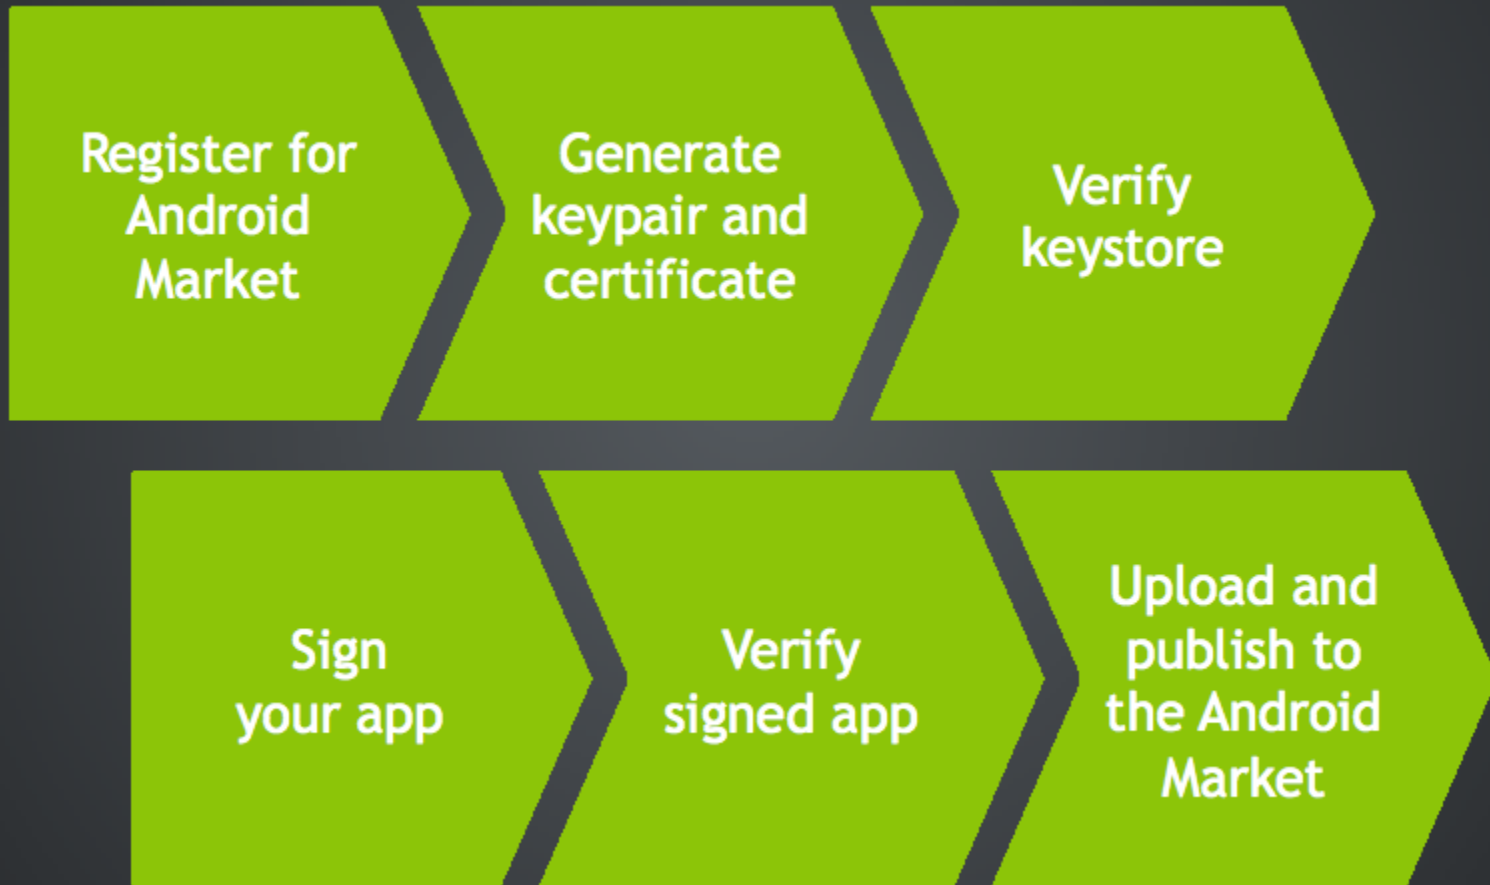 Register for
Android
Market
Generate
keypair and
certificate
Verify
keystore
Sign
your app
Verify
signed app
Upload and
publish to
the Android
Market